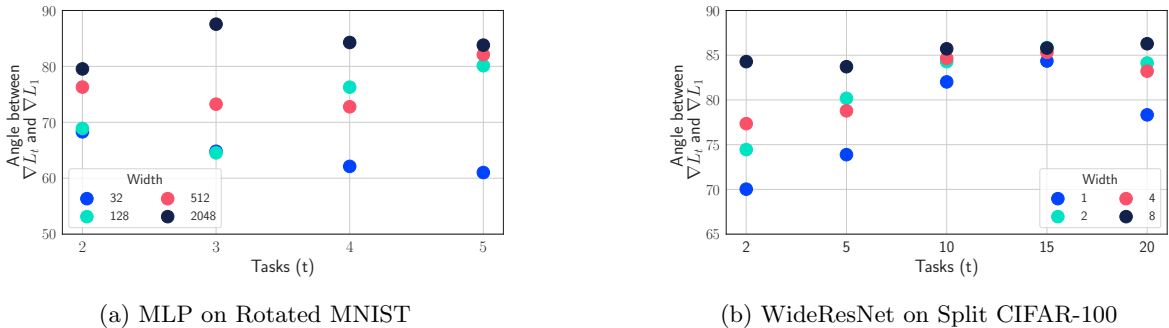 90
80
70
60
50
Angle between
∇L_t and ∇L_1
Width
32 512
128 2048
2 3 4 5
Tasks (t)
(a) MLP on Rotated MNIST
90
85
80
75
70
65
Angle between
∇L_t and ∇L_1
Width
1 4
2 8
2 5 10 15 20
Tasks (t)
(b) WideResNet on Split CIFAR-100